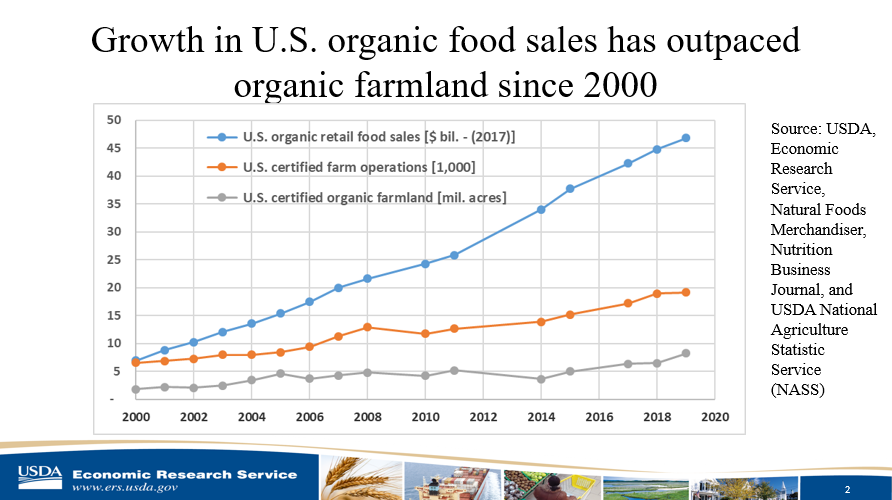 Growth in U.S. organic food sales has outpaced
organic farmland since 2000
50
45
40
35
30
25
20
15
10
5
-
U.S. organic retail food sales [$ bil. - (2017)]
U.S. certified farm operations [1,000]
U.S. certified organic farmland [mil. acres]
2000 2002 2004 2006 2008 2010 2012 2014 2016 2018 2020
Source: USDA,
Economic
Research
Service,
Natural Foods
Merchandiser,
Nutrition
Business
Journal, and
USDA National
Agriculture
Statistic
Service
(NASS)
USDA Economic Research Service
www.ers.usda.gov
2